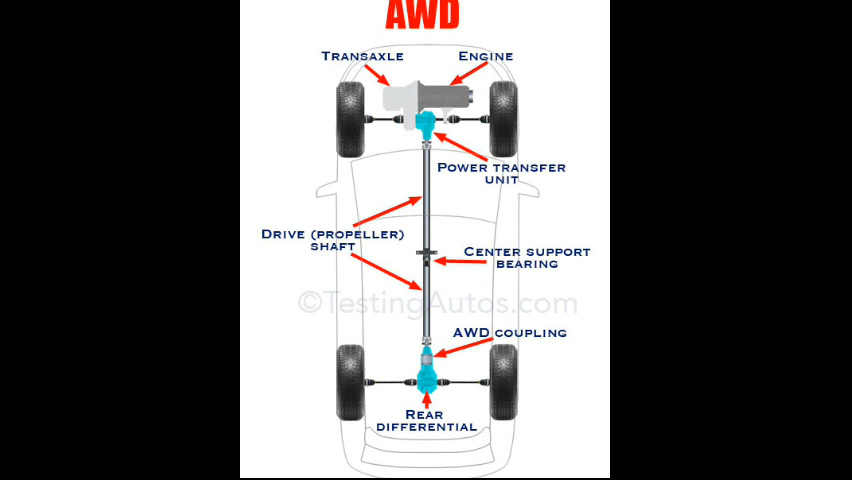 AWD
Transaxle
Engine
Power transfer
unit
Drive (propeller)
shaft
Center support
bearing
©TestingAutos.com
AWD coupling
Rear
differential